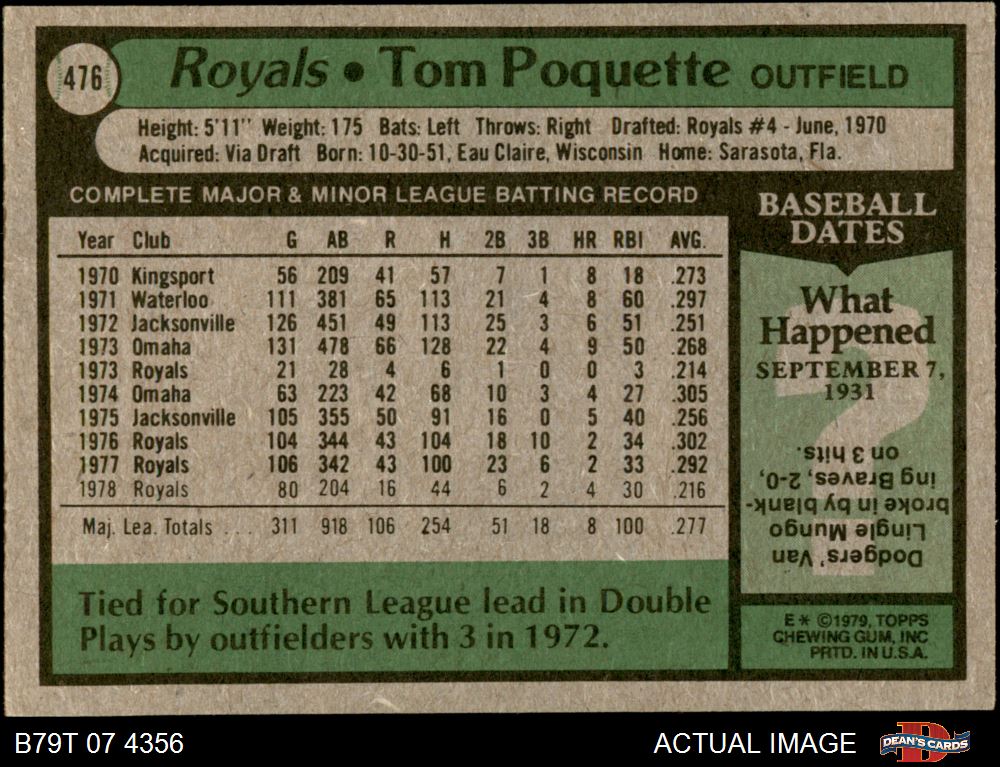 476
Royals • Tom Poquette OUTFIELD
Height: 5'11" Weight: 175 Bats: Left Throws: Right Drafted: Royals #4 - June, 1970
Acquired: Via Draft Born: 10-30-51, Eau Claire, Wisconsin Home: Sarasota, Fla.
COMPLETE MAJOR & MINOR LEAGUE BATTING RECORD
Year Club G AB R H 2B 3B HR RBI AVG.
1970 Kingsport 56 209 41 57 7 1 8 18 .273
1971 Waterloo 111 381 65 113 21 4 8 60 .297
1972 Jacksonville 126 451 49 113 25 3 6 51 .251
1973 Omaha 131 478 66 128 22 4 9 50 .268
1973 Royals 21 28 4 6 1 0 0 3 .214
1974 Omaha 63 223 42 68 10 3 4 27 .305
1975 Jacksonville 105 355 50 91 16 0 5 40 .256
1976 Royals 104 344 43 104 18 10 2 34 .302
1977 Royals 106 342 43 100 23 6 2 33 .292
1978 Royals 80 204 16 44 6 2 4 30 .216
Maj. Lea. Totals . . . 311 918 106 254 51 18 8 100 .277
Tied for Southern League lead in Double
Plays by outfielders with 3 in 1972.
BASEBALL
DATES
What
Happened
SEPTEMBER 7,
1931
?
Dodgers' Van
Lingle Mungo
broke in by blank-
ing Braves, 2-0,
on 3 hits.
E * ©1979, TOPPS
CHEWING GUM, INC
PRTD. IN U.S.A.
B79T 07 4356
ACTUAL IMAGE
D
DEAN'S CARDS